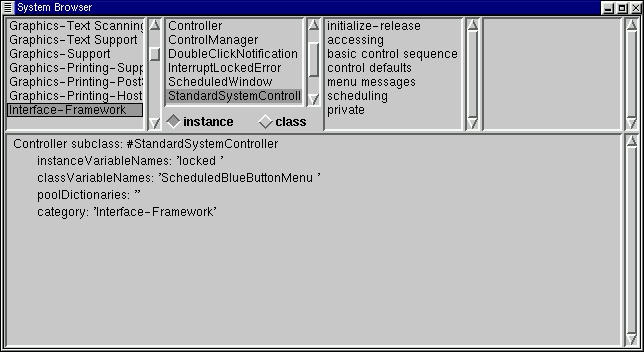 System Browser
Graphics-Text Scanning
Graphics-Text Support
Graphics-Support
Graphics-Printing-Supp
Graphics-Printing-Post
Graphics-Printing-Host
Interface-Framework
Controller
ControlManager
DoubleClickNotification
InterruptLockedError
ScheduledWindow
StandardSystemControll
instance class
initialize-release
accessing
basic control sequence
control defaults
menu messages
scheduling
private
Controller subclass: #StandardSystemController
instanceVariableNames: 'locked '
classVariableNames: 'ScheduledBlueButtonMenu '
poolDictionaries: ''
category: 'Interface-Framework'